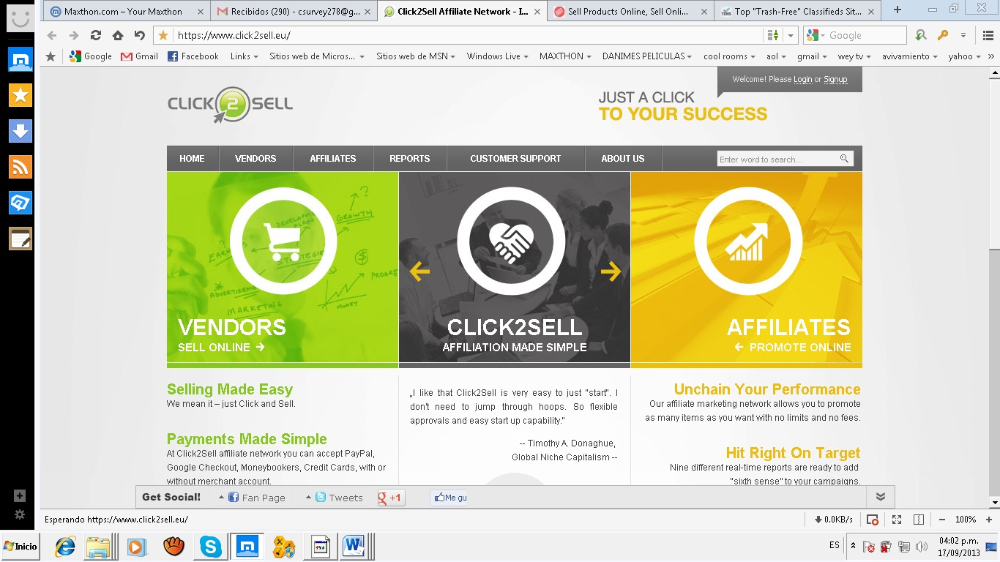 Maxthon.com – Your Maxthon
Recibidos (290) - csurvey278@g...
Click2Sell Affiliate Network - I...
Sell Products Online, Sell Onli...
Top "Trash-Free" Classifieds Sit...
https://www.click2sell.eu/
Google
Google Gmail Facebook Links Sitios web de Micros... Sitios web de MSN Windows Live MAXTHON DANIMES PELICULAS cool rooms aol gmail wey tv avivamiento yahoo
Welcome! Please Login or Signup
CLICK 2 SELL
JUST A CLICK
TO YOUR SUCCESS
HOME VENDORS AFFILIATES REPORTS CUSTOMER SUPPORT ABOUT US
Enter word to search...
?
GROWTH
STRATEGIES
$
PROGRE
ADVERTISEMENT
MARKETING
MONEY
VENDORS
SELL ONLINE
CLICK2SELL
AFFILIATION MADE SIMPLE
AFFILIATES
PROMOTE ONLINE
Selling Made Easy
We mean it – just Click and Sell.
Payments Made Simple
At Click2Sell affiliate network you can accept PayPal,
Google Checkout, Moneybookers, Credit Cards, with or
without merchant account.
„I like that Click2Sell is very easy to just "start". I
don't need to jump through hoops. So flexible
approvals and easy start up capability."
-- Timothy A. Donaghue,
Global Niche Capitalism --
Unchain Your Performance
Our affiliate marketing network allows you to promote
as many items as you want with no limits and no fees.
Hit Right On Target
Nine different real-time reports are ready to add
"sixth sense" to your campaigns.
Get Social! Fan Page Tweets +1 Me gu
Esperando https://www.click2sell.eu/
0.0KB/s
100%
Inicio
ES
04:02 p.m.
17/09/2013